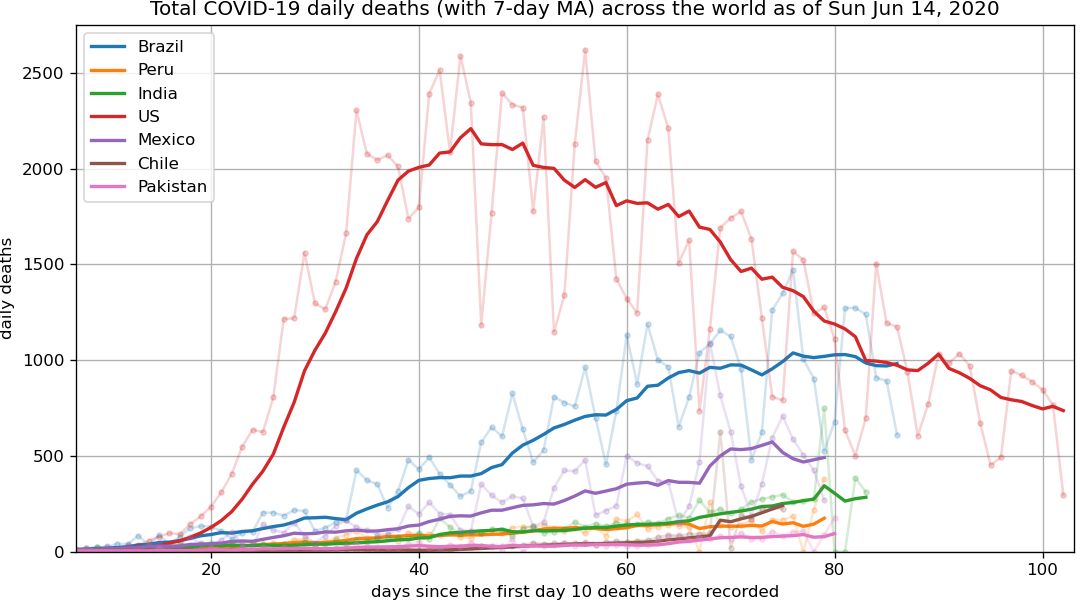 Total COVID-19 daily deaths (with 7-day MA) across the world as of Sun Jun 14, 2020
Brazil
Peru
India
US
Mexico
Chile
Pakistan
2500
2000
1500
1000
500
0
daily deaths
20
40
60
80
100
days since the first day 10 deaths were recorded